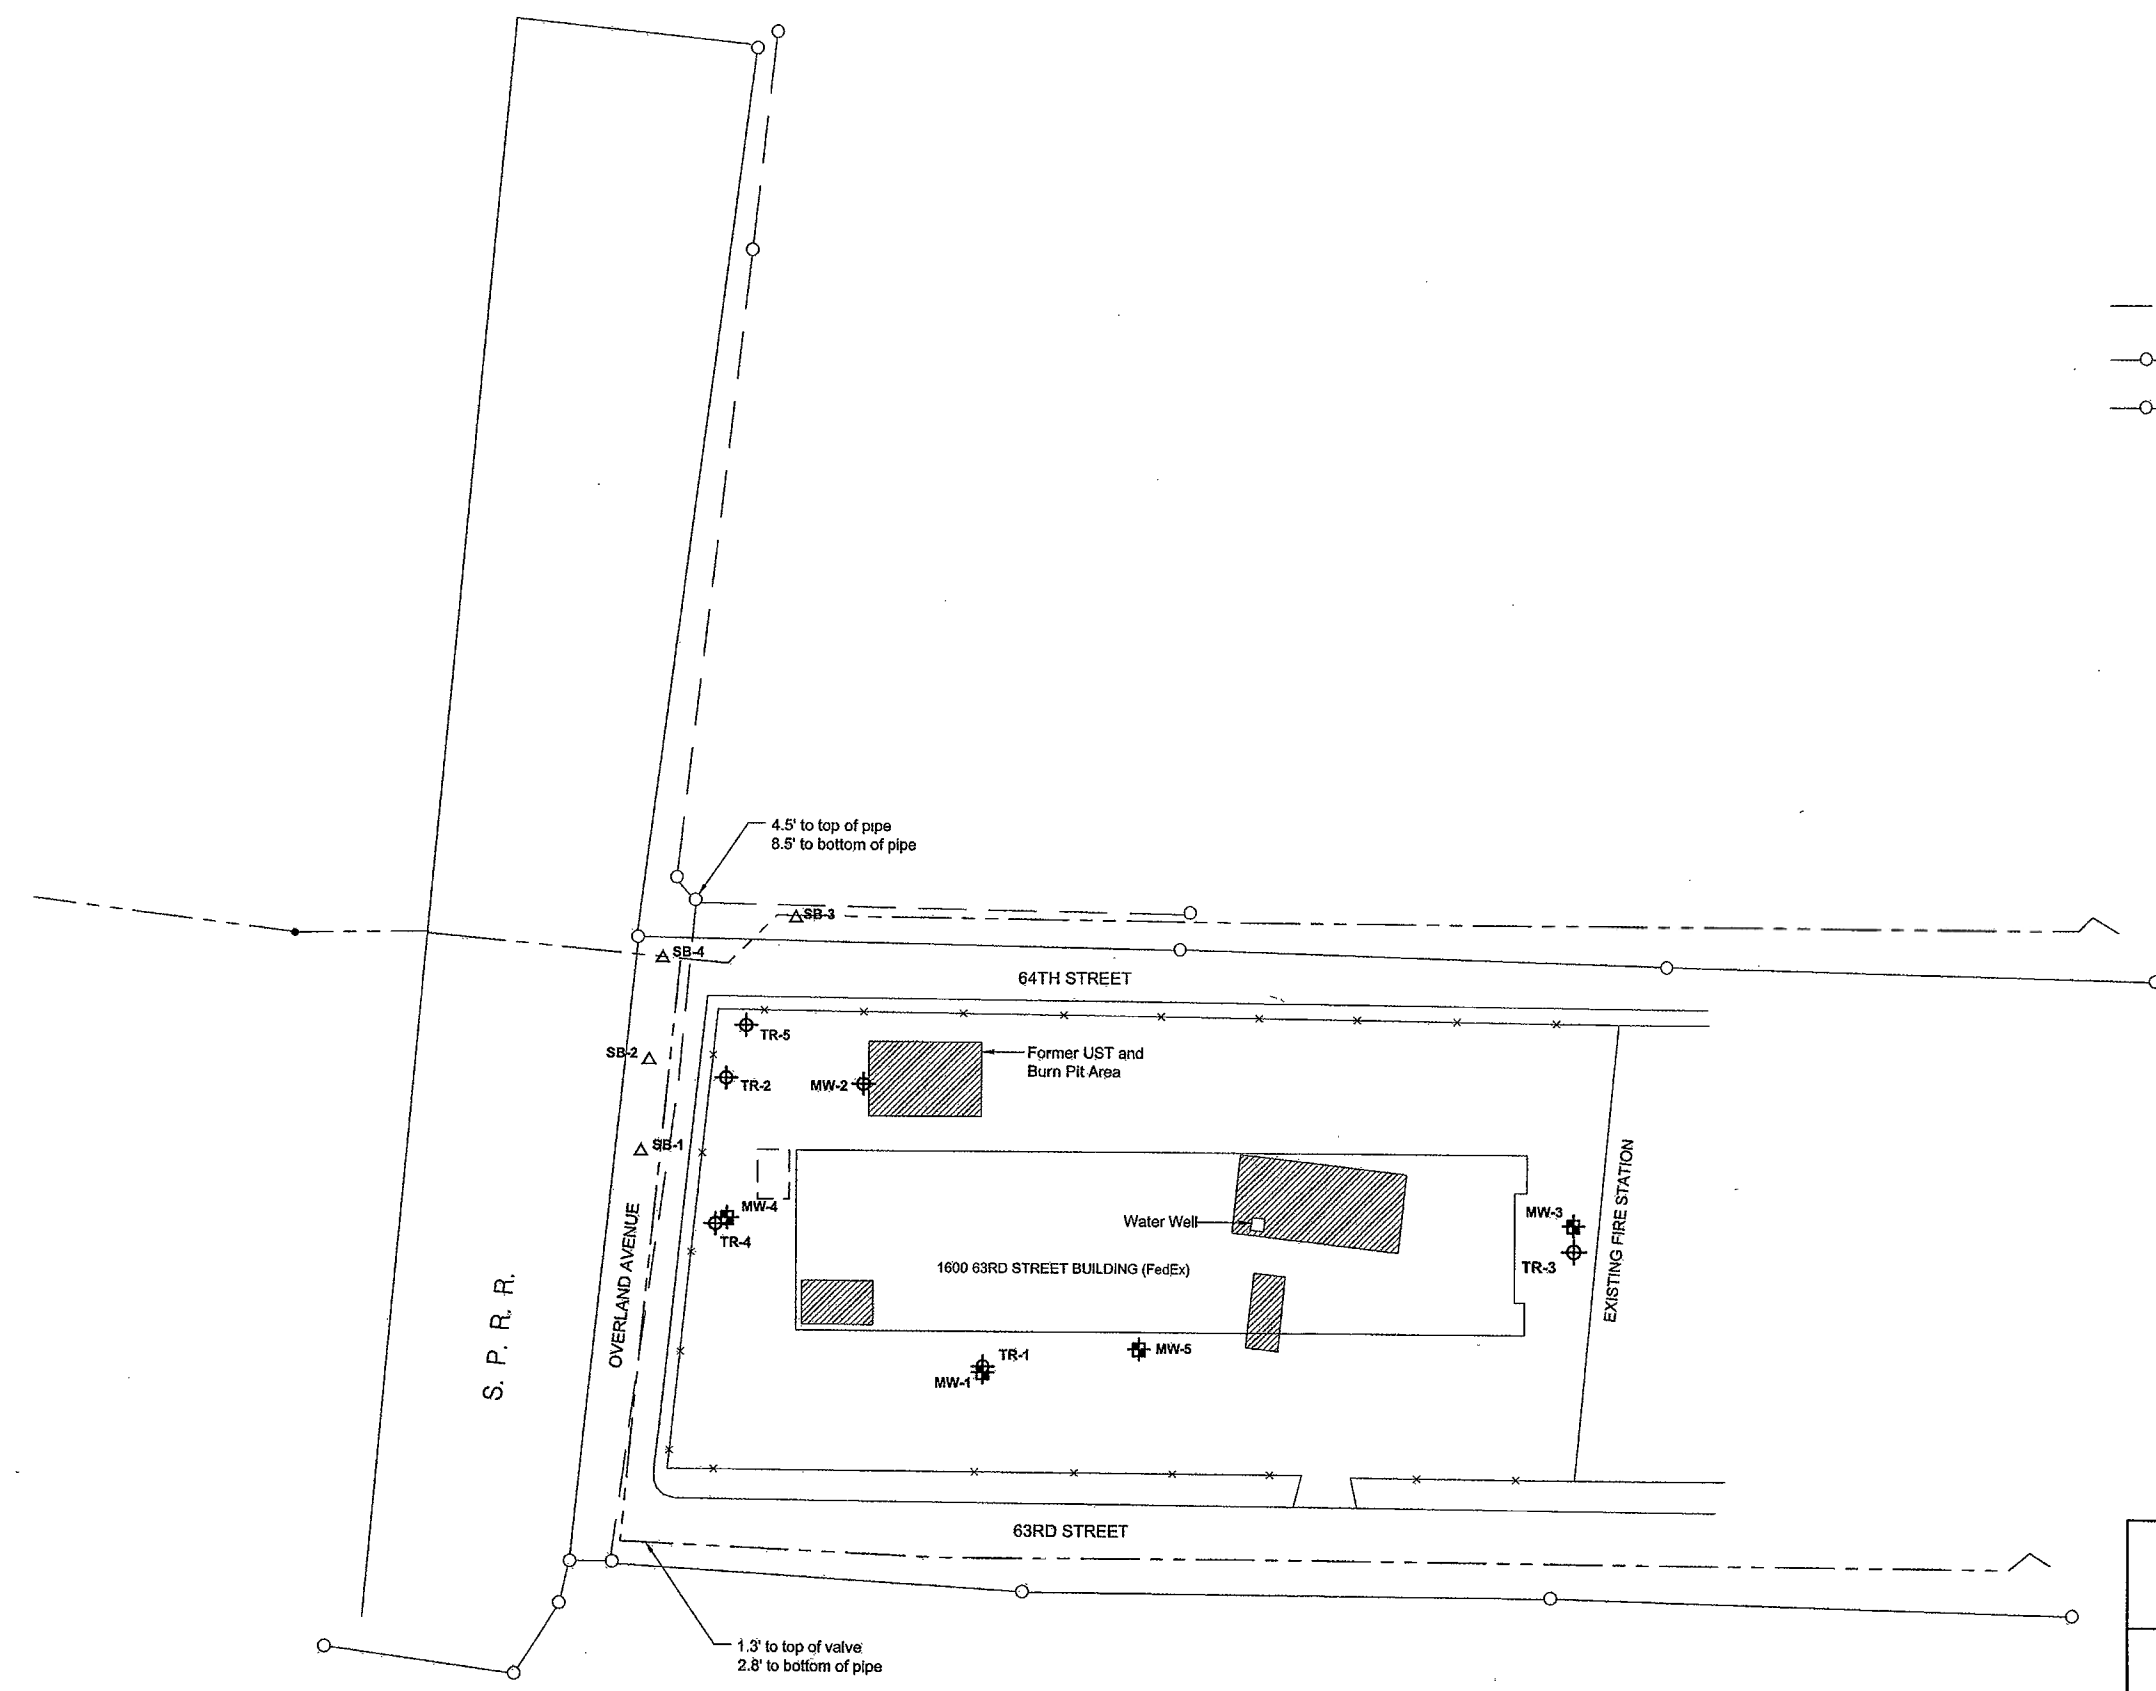 4.5' to top of pipe
8.5' to bottom of pipe
SB-3
SB-4
64TH STREET
TR-5
SB-2
Former UST and
Burn Pit Area
TR-2
MW-2
SB-1
MW-4
TR-4
Water Well
MW-3
TR-3
1600 63RD STREET BUILDING (FedEx)
EXISTING FIRE STATION
OVERLAND AVENUE
S. P. R. R.
TR-1
MW-5
MW-1
63RD STREET
1.3' to top of valve
2.8' to bottom of pipe